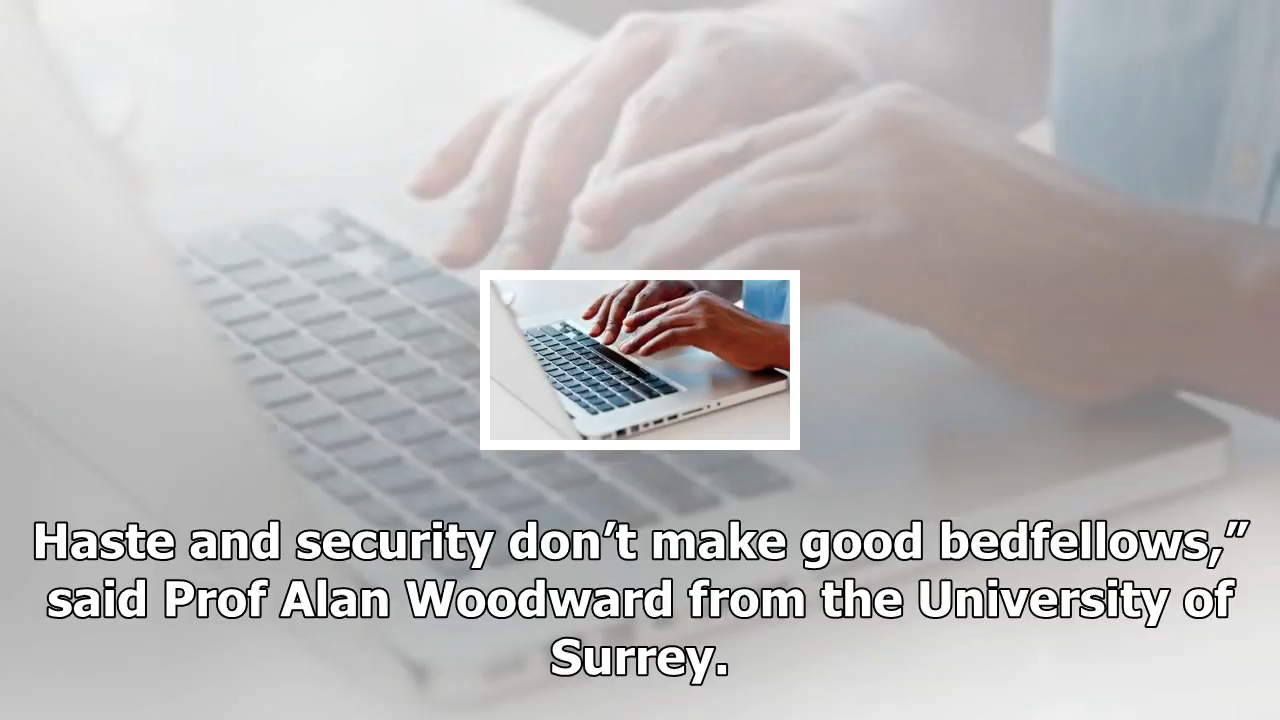 Haste and security don’t make good bedfellows,”
said Prof Alan Woodward from the University of
Surrey.